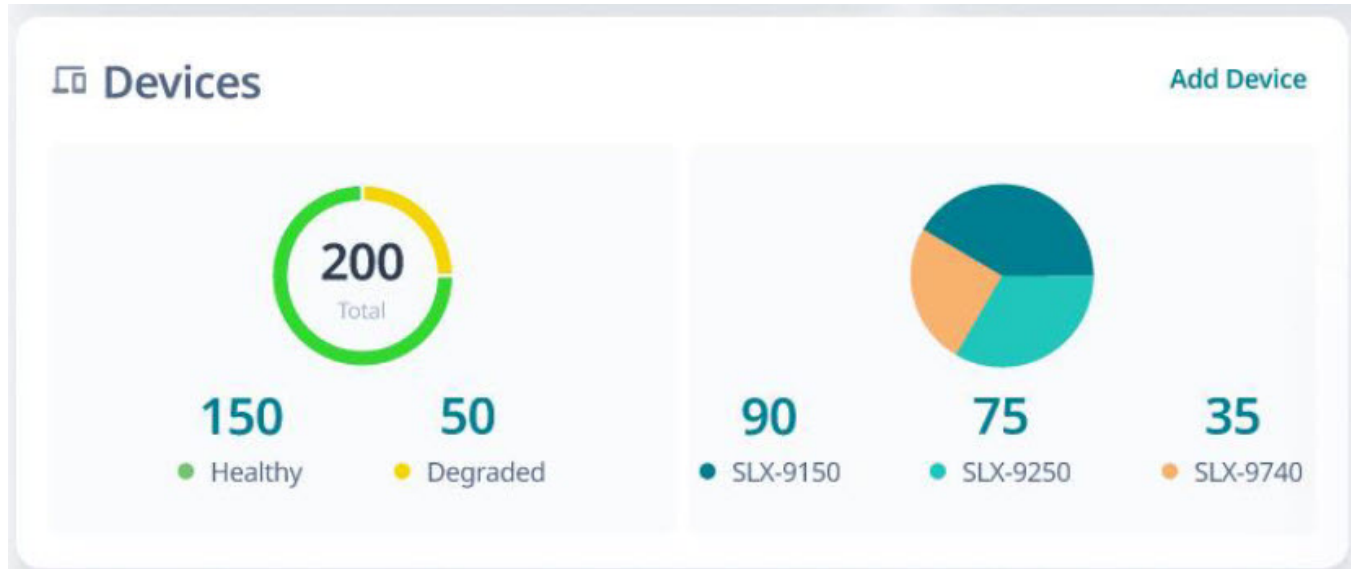 Devices
Add Device
200
Total
150
50
Healthy
Degraded
90
75
35
SLX-9150
SLX-9250
SLX-9740